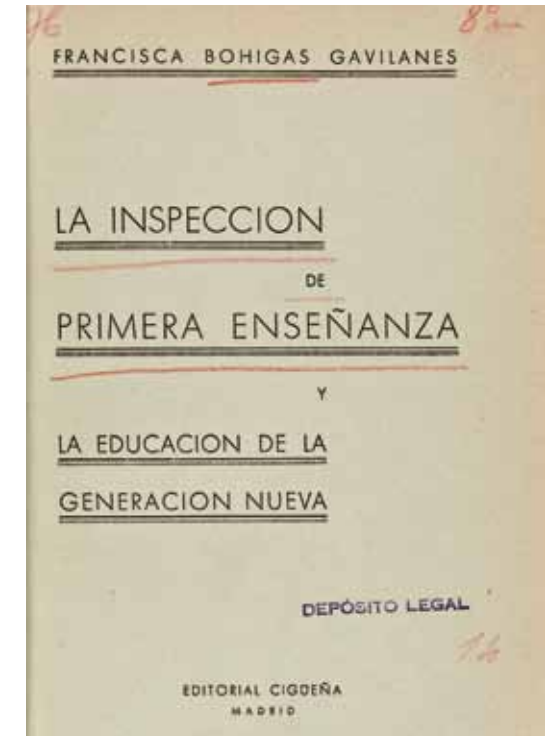 8º
FRANCISCA BOHIGAS GAVILANES
LA INSPECCION
DE
PRIMERA ENSEÑANZA
Y
LA EDUCACION DE LA
GENERACION NUEVA
DEPÓSITO LEGAL
EDITORIAL CIGÜEÑA
MADRID